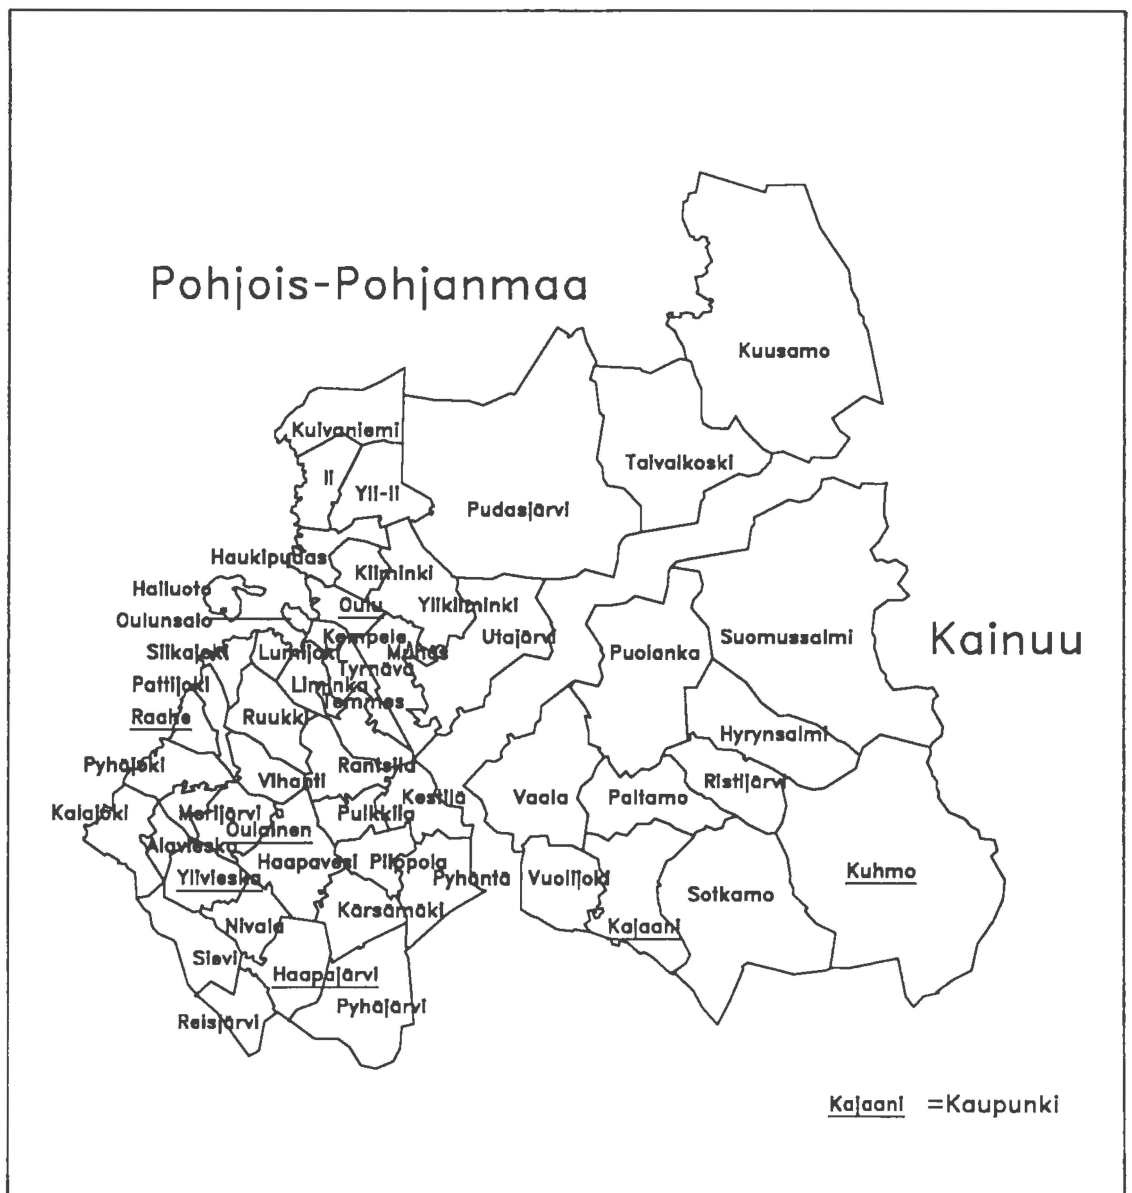 Pohjois-Pohjanmaa
Kuusamo
Kuivaniemi
Taivalkoski
Ii
Yli-Ii
Pudasjärvi
Haukipudas
Kiiminki
Hailuoto
Oulu
Ylikiiminki
Oulunsalo
Kempele
Utajärvi
Suomussalmi
Kainuu
Siikajoki
Lumijoki
Muhos
Puolanka
Tyrnävä
Pattijoki
Liminka
Temmes
Raahe
Ruukki
Hyrynsalmi
Pyhäjoki
Vihanti
Rantsila
Ristijärvi
Kestilä
Vaala
Paltamo
Kalajoki
Merijärvi
Pulkkila
Oulainen
Alavieska
Haapavesi
Piippola
Ylivieska
Pyhäntä
Vuolijoki
Kuhmo
Sotkamo
Kärsämäki
Nivala
Kajaani
Sievi
Haapajärvi
Pyhäjärvi
Reisjärvi
Kajaani =Kaupunki